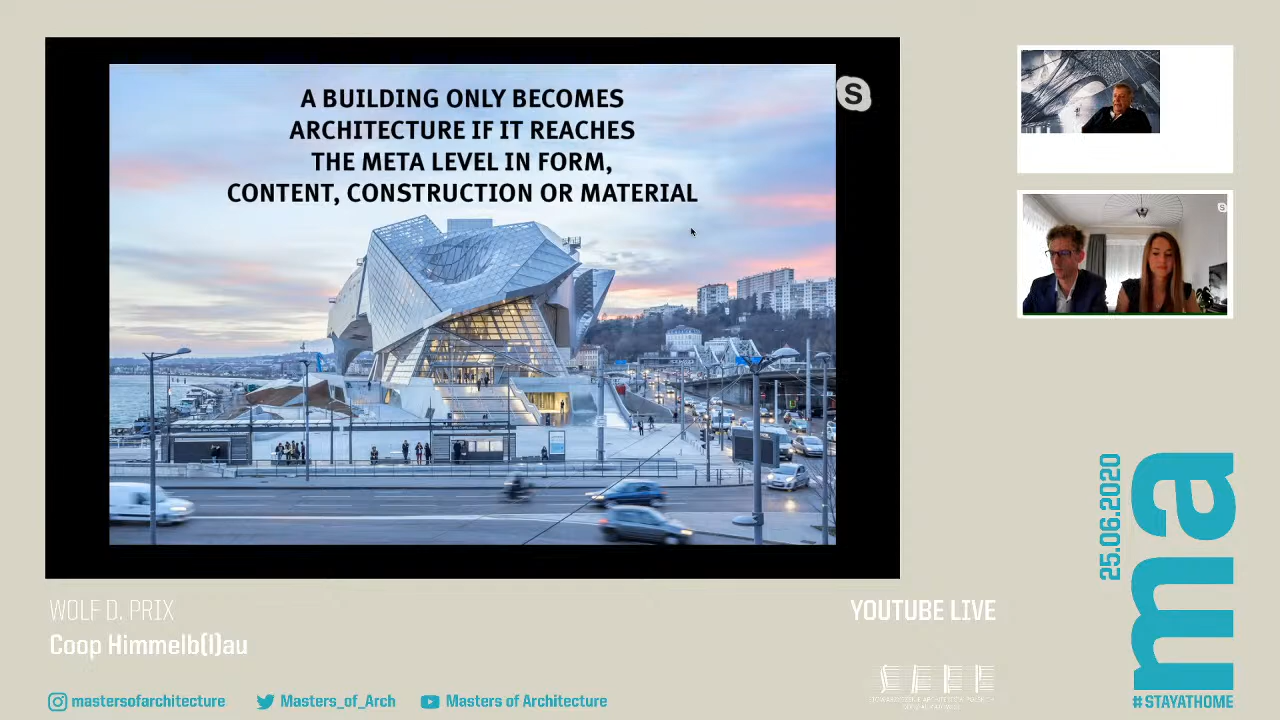 A BUILDING ONLY BECOMES
ARCHITECTURE IF IT REACHES
THE META LEVEL IN FORM,
CONTENT, CONSTRUCTION OR MATERIAL
S
S
WOLF D. PRIX
Coop Himmelb(l)au
YOUTUBE LIVE
mastersofarchitecture
Masters_of_Arch
Masters of Architecture
25.06.2020
ma
#STAYATHOME